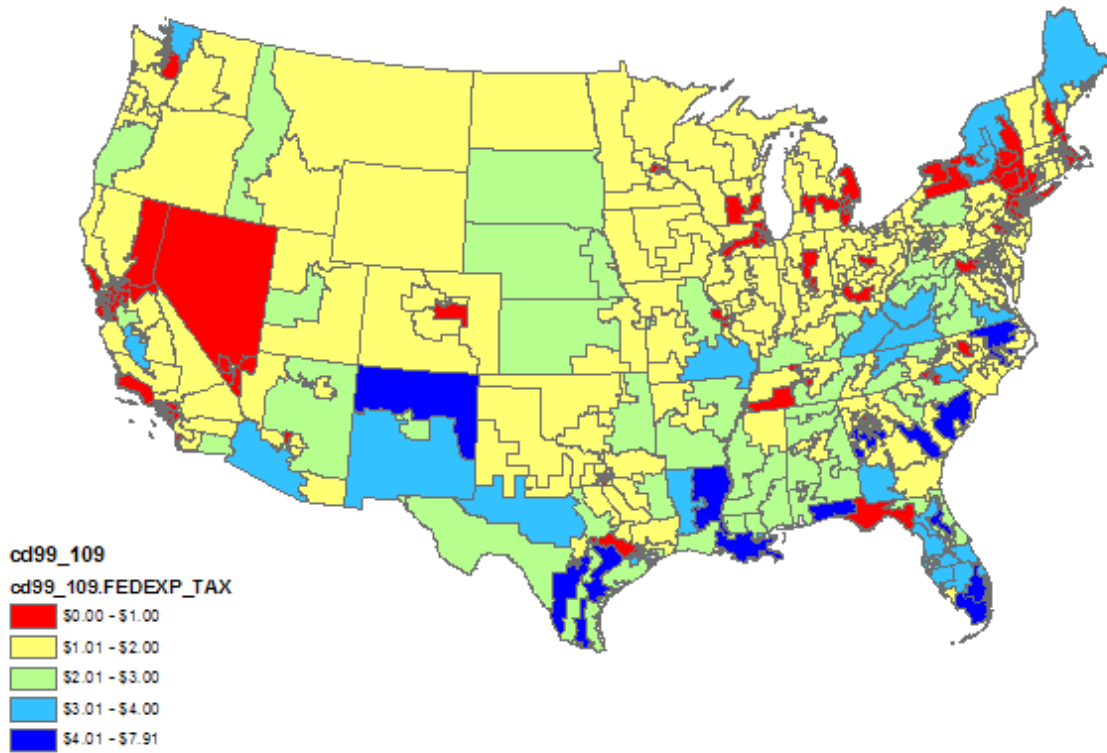 cd99_109
cd99_109.FEDEXP_TAX
$0.00 - $1.00
$1.01 - $2.00
$2.01 - $3.00
$3.01 - $4.00
$4.01 - $7.91